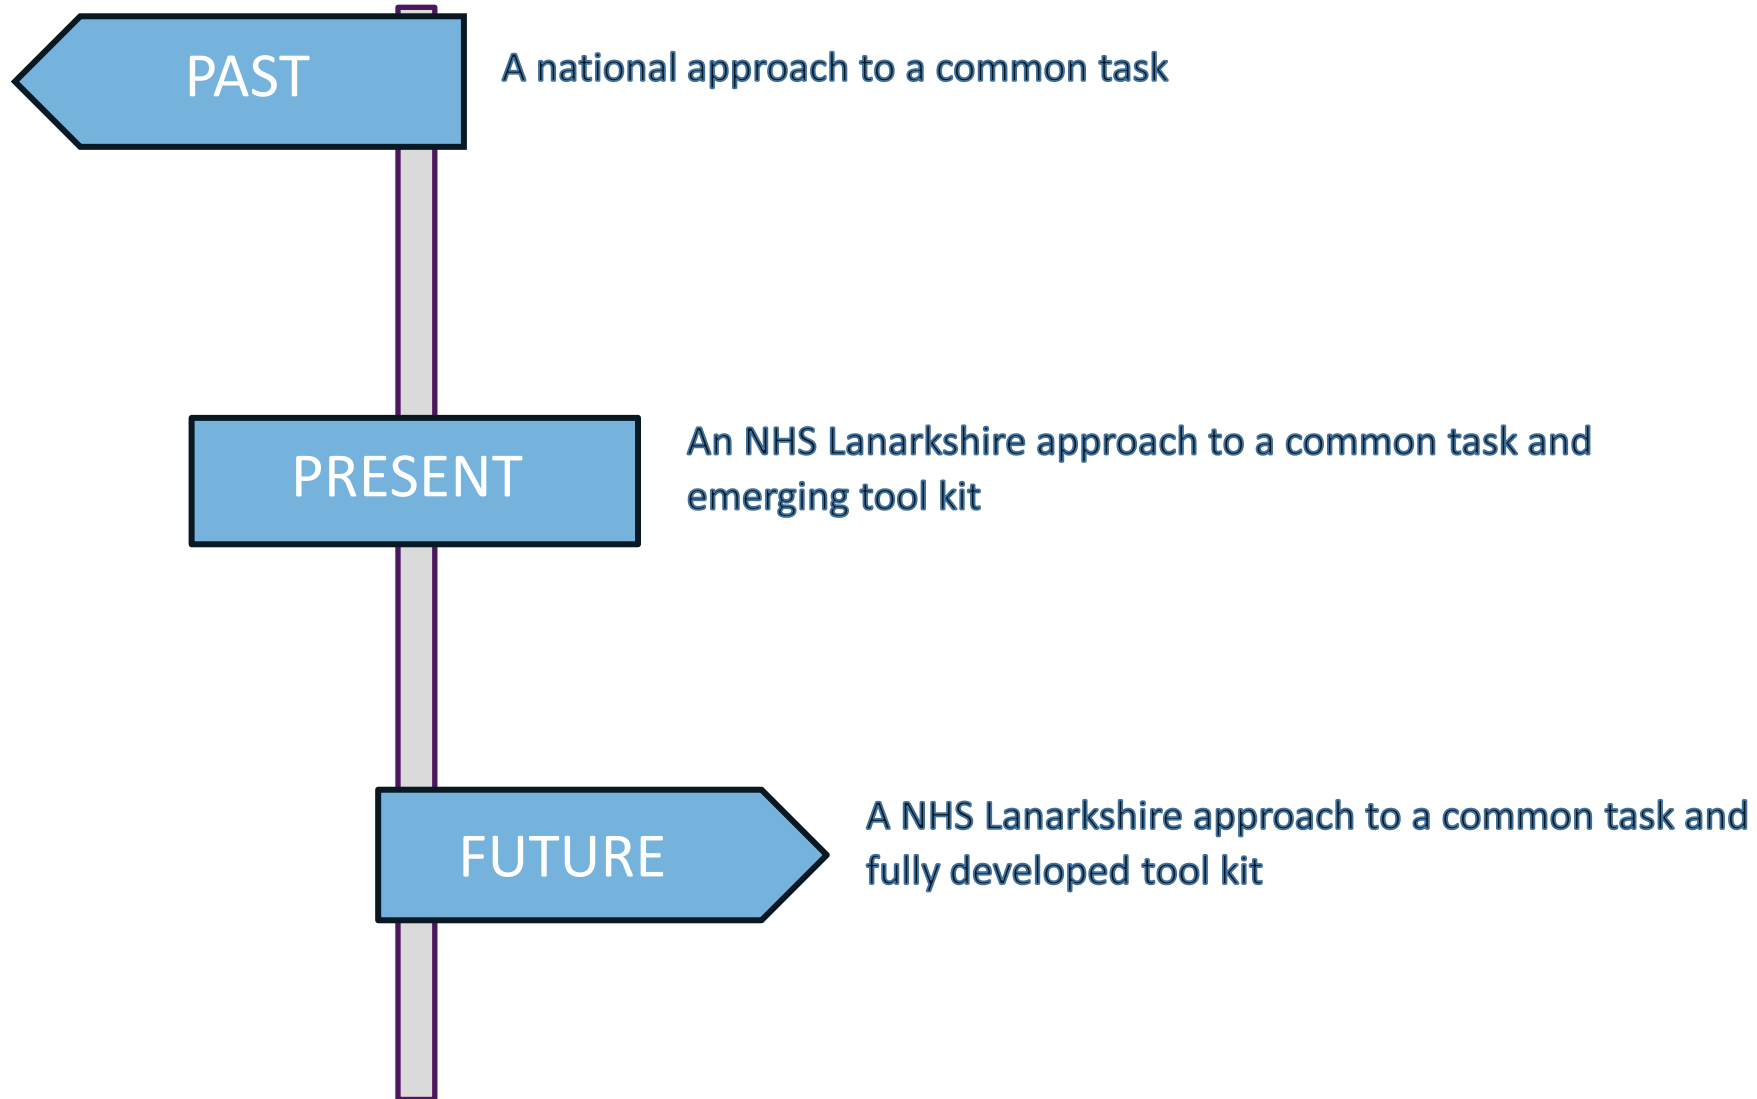 PAST
A national approach to a common task
PRESENT
An NHS Lanarkshire approach to a common task and
emerging tool kit
FUTURE
A NHS Lanarkshire approach to a common task and
fully developed tool kit